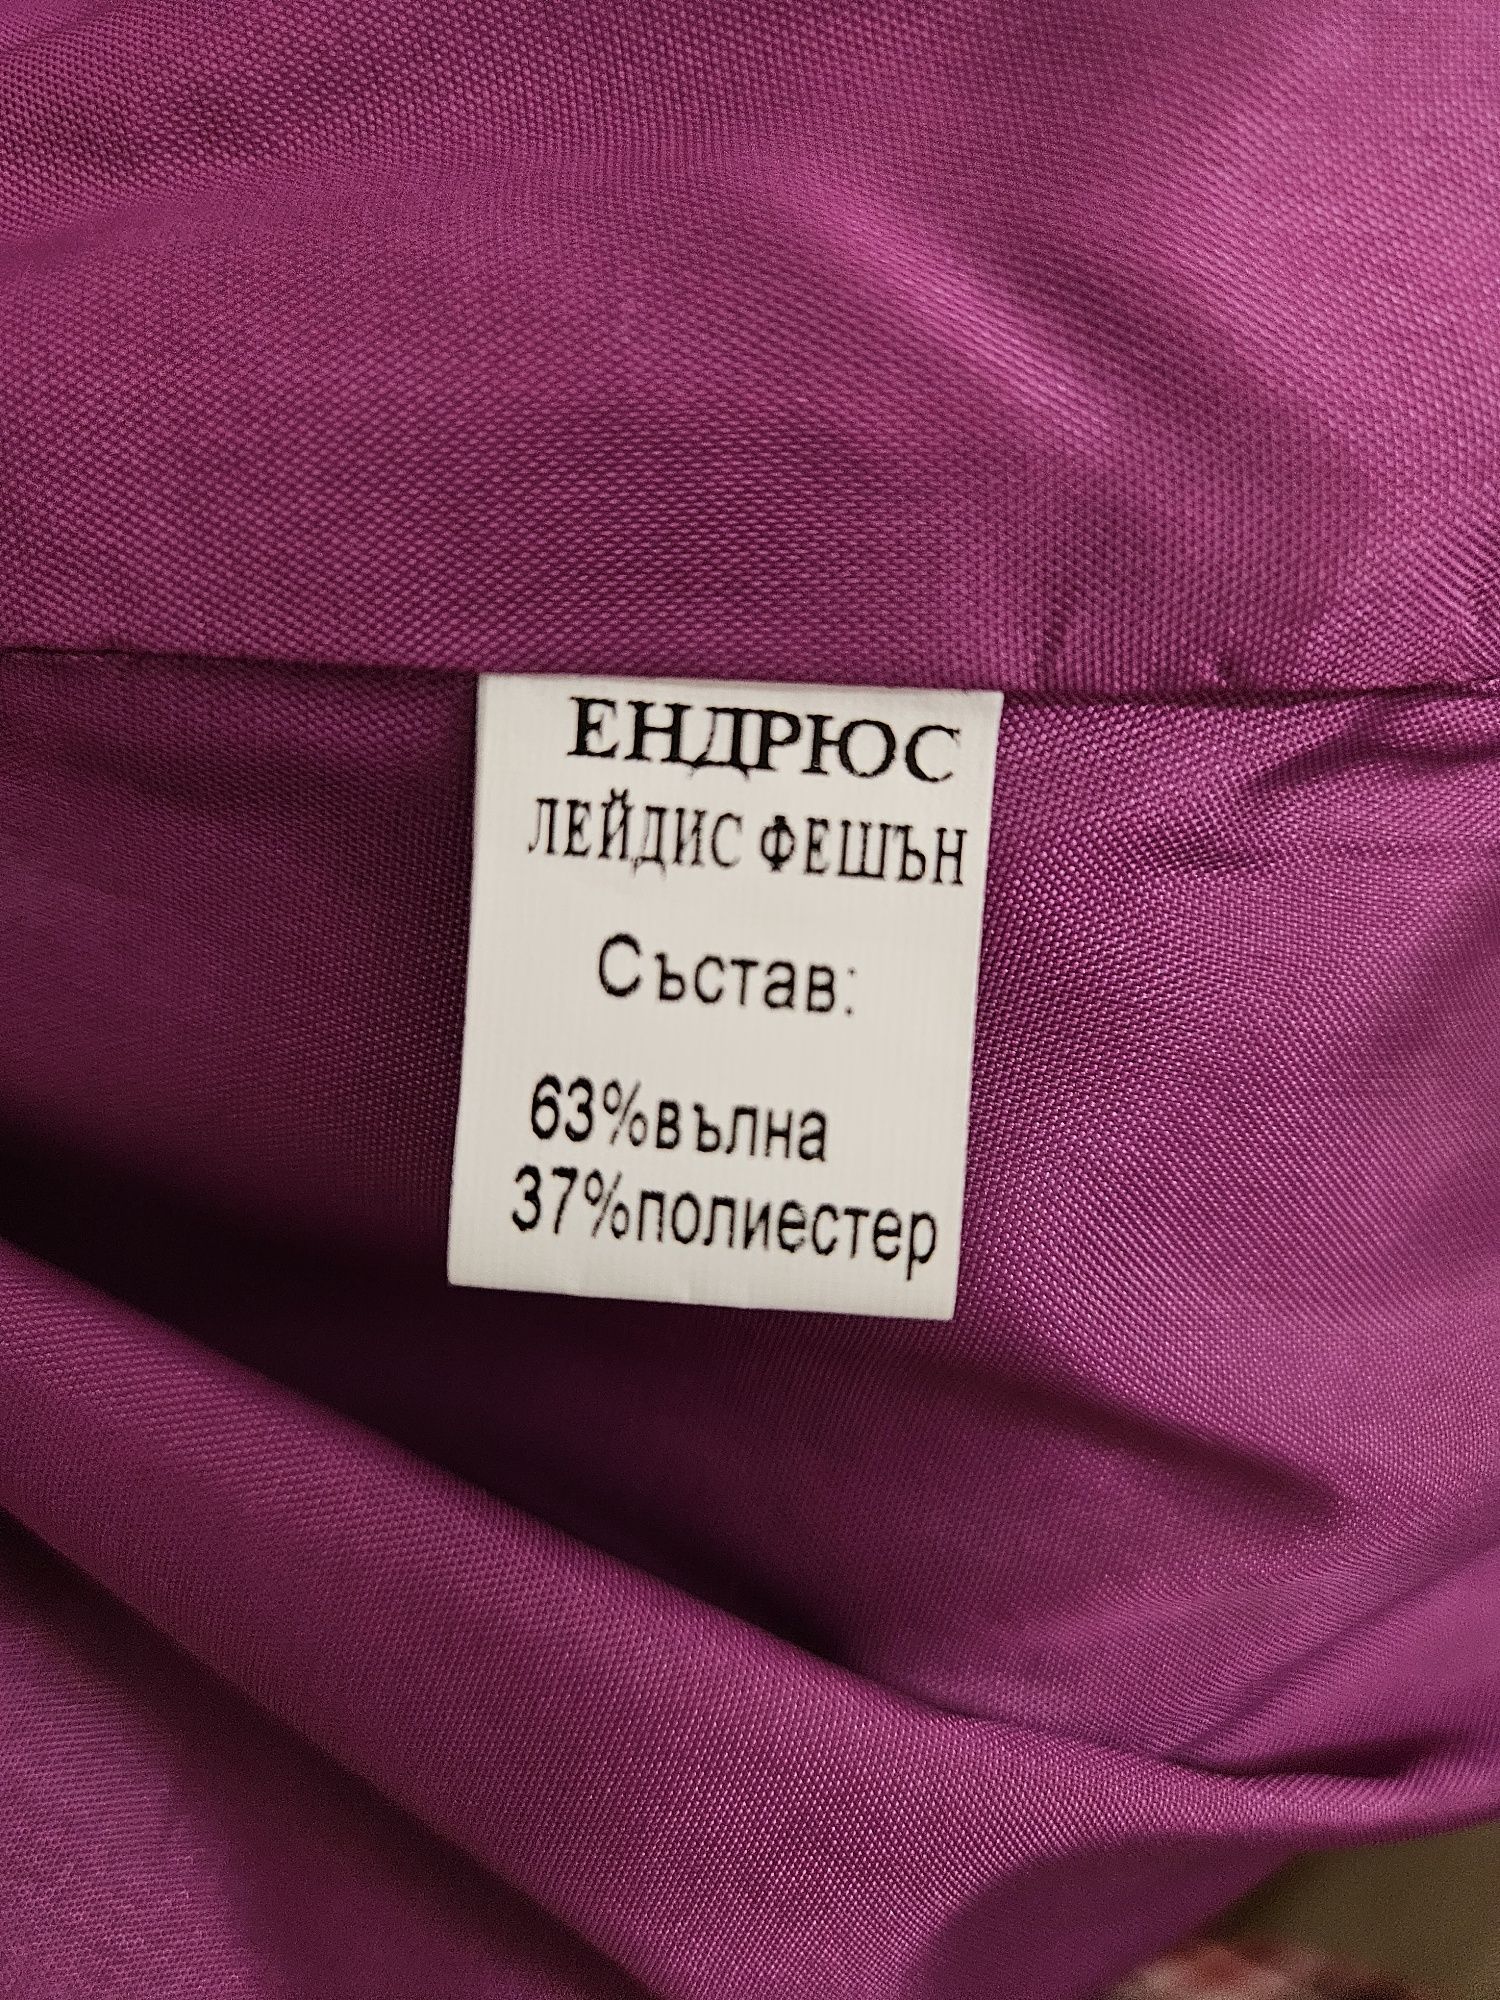 ЕНДРЮС
ЛЕЙДИС ФЕШЪН
Състав:
63%вълна
37%полиестер